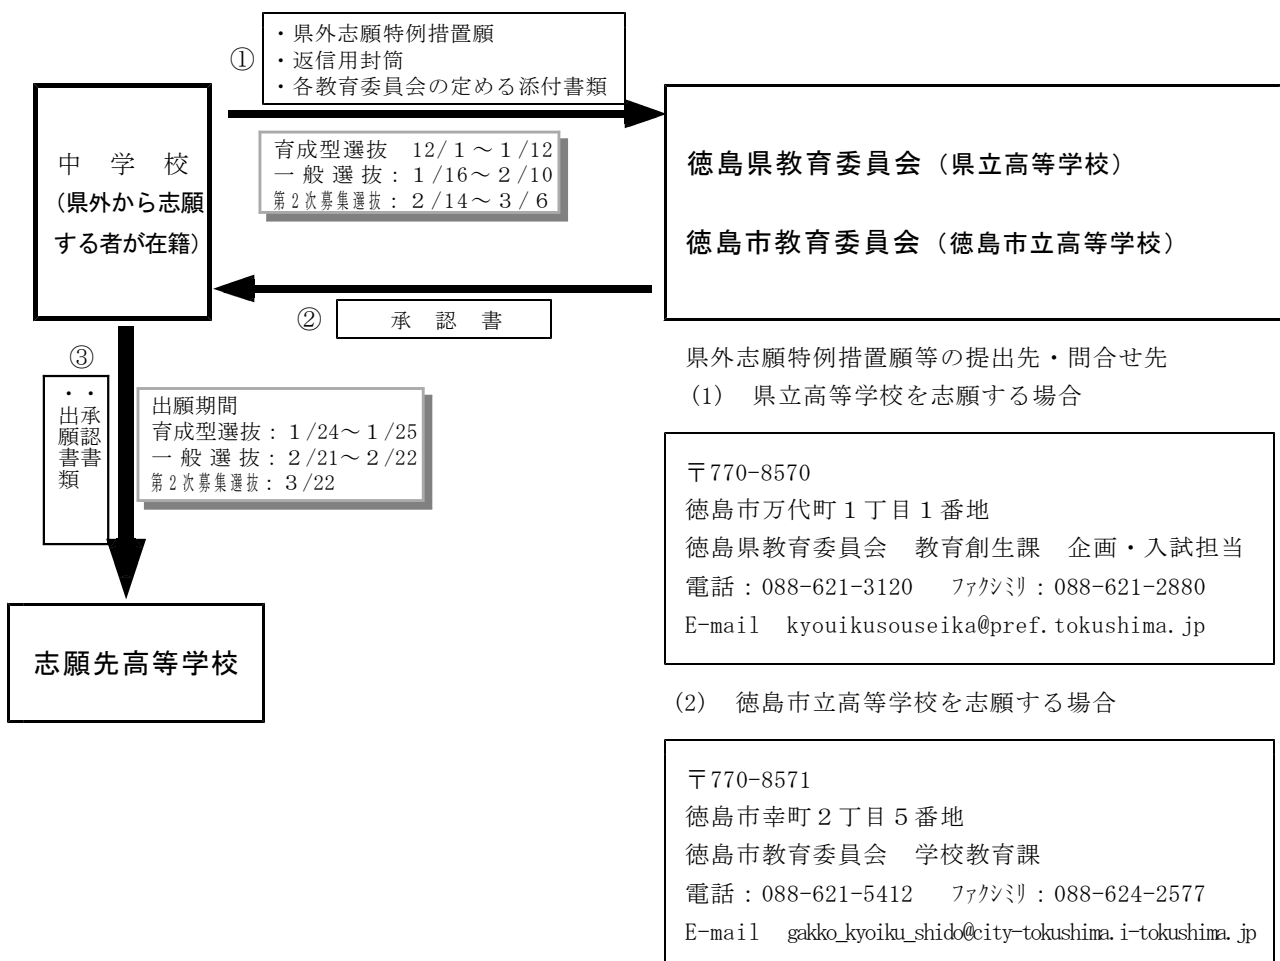 ①
・県外志願特例措置願
・返信用封筒
・各教育委員会の定める添付書類
育成型選抜　12/１～１/12
一 般 選 抜：１/16～２/10
第２次募集選抜：２/14～３/６
中　学　校
（県外から志願
する者が在籍）
徳島県教育委員会（県立高等学校）
徳島市教育委員会（徳島市立高等学校）
②
承　認　書
③
・承認書
・出願書類
出願期間
育成型選抜：１/24～１/25
一 般 選 抜：２/21～２/22
第２次募集選抜：３/22
志願先高等学校
県外志願特例措置願等の提出先・問合せ先
(1)　県立高等学校を志願する場合
〒770-8570
徳島市万代町１丁目１番地
徳島県教育委員会　教育創生課　企画・入試担当
電話：088-621-3120　ﾌｧｸｼﾐﾘ：088-621-2880
E-mail　kyouikusouseika@pref.tokushima.jp
(2)　徳島市立高等学校を志願する場合
〒770-8571
徳島市幸町２丁目５番地
徳島市教育委員会　学校教育課
電話：088-621-5412　ﾌｧｸｼﾐﾘ：088-624-2577
E-mail　gakko_kyoiku_shido@city-tokushima.i-tokushima.jp